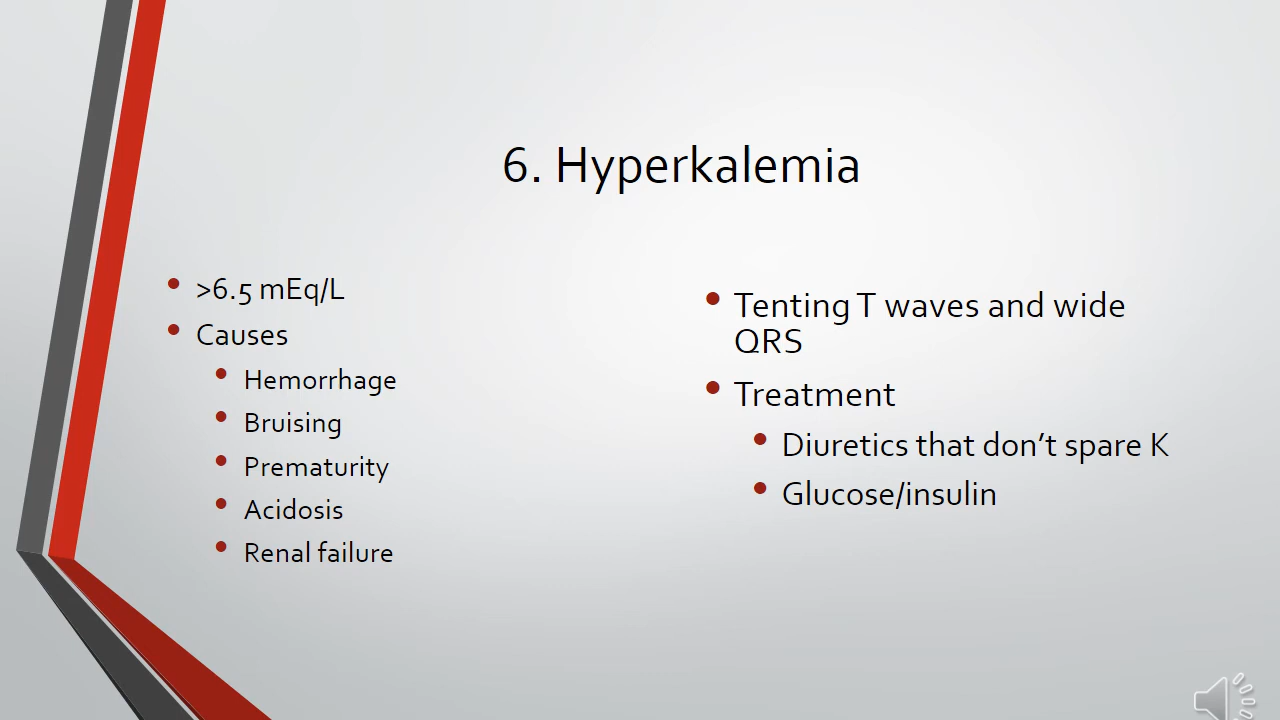 6. Hyperkalemia
>6.5 mEq/L
Causes
Hemorrhage
Bruising
Prematurity
Acidosis
Renal failure
Tenting T waves and wide
QRS
Treatment
Diuretics that don’t spare K
Glucose/insulin